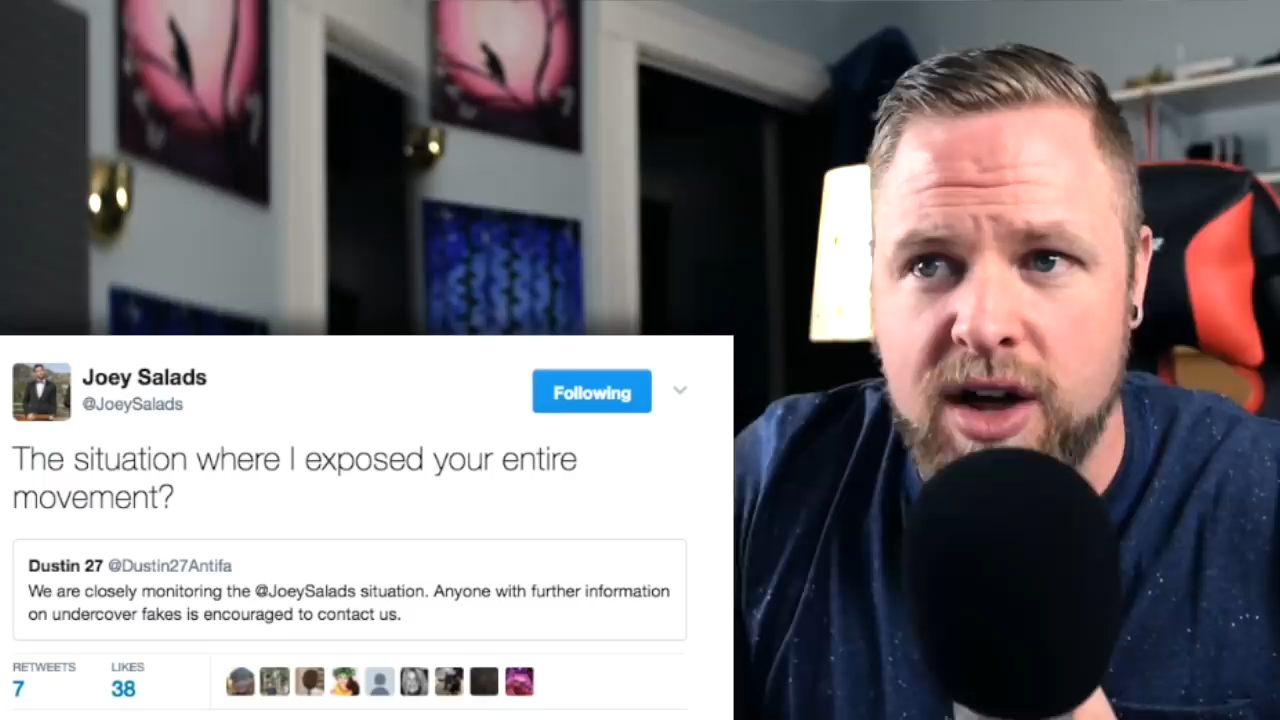 Joey Salads
@JoeySalads
Following
The situation where I exposed your entire
movement?
Dustin 27 @Dustin27Antifa
We are closely monitoring the @JoeySalads situation. Anyone with further information
on undercover fakes is encouraged to contact us.
RETWEETS LIKES
7 38